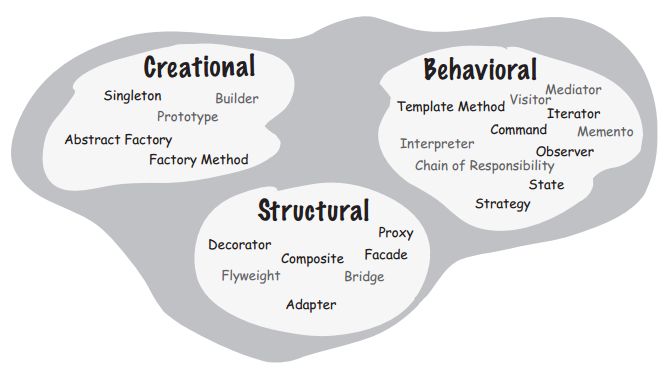 Creational
Singleton
Builder
Prototype
Abstract Factory
Factory Method
Behavioral
Mediator
Visitor
Template Method
Iterator
Command
Memento
Interpreter
Observer
Chain of Responsibility
State
Strategy
Structural
Proxy
Decorator
Facade
Composite
Flyweight
Bridge
Adapter